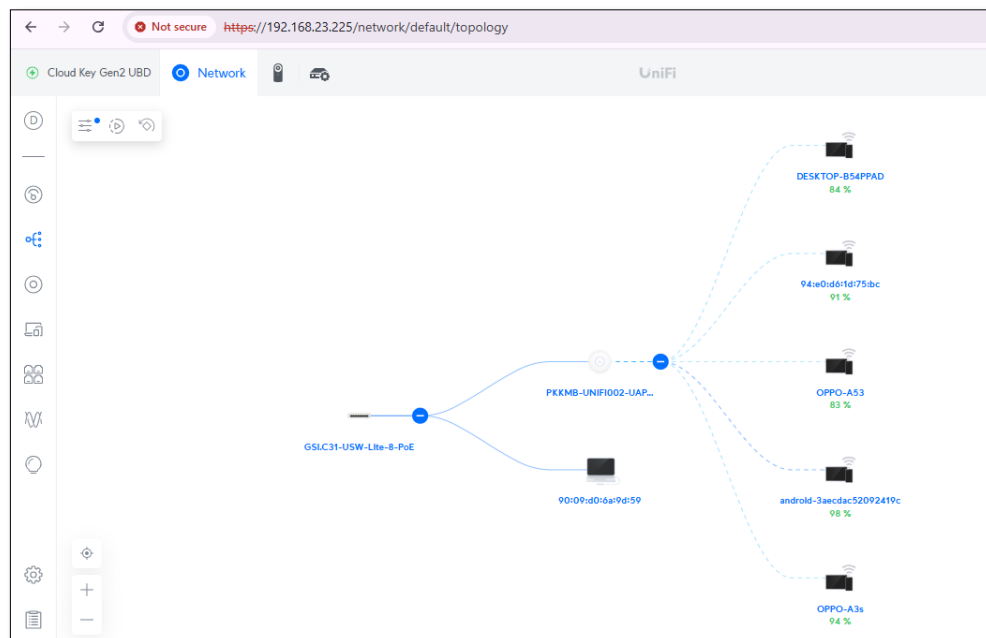 Not secure https://192.168.23.225/network/default/topology
Cloud Key Gen2 UBD Network UniFi
D
DESKTOP-B54PPAD
84 %
94:e0:d6:1d:75:bc
91 %
PKKMB-UNIFI002-UAP...
OPPO-A53
83 %
GSI.C31-USW-Lite-8-PoE
90:09:d0:6a:9d:59
android-3aecdac52092419c
98 %
OPPO-A3s
94 %